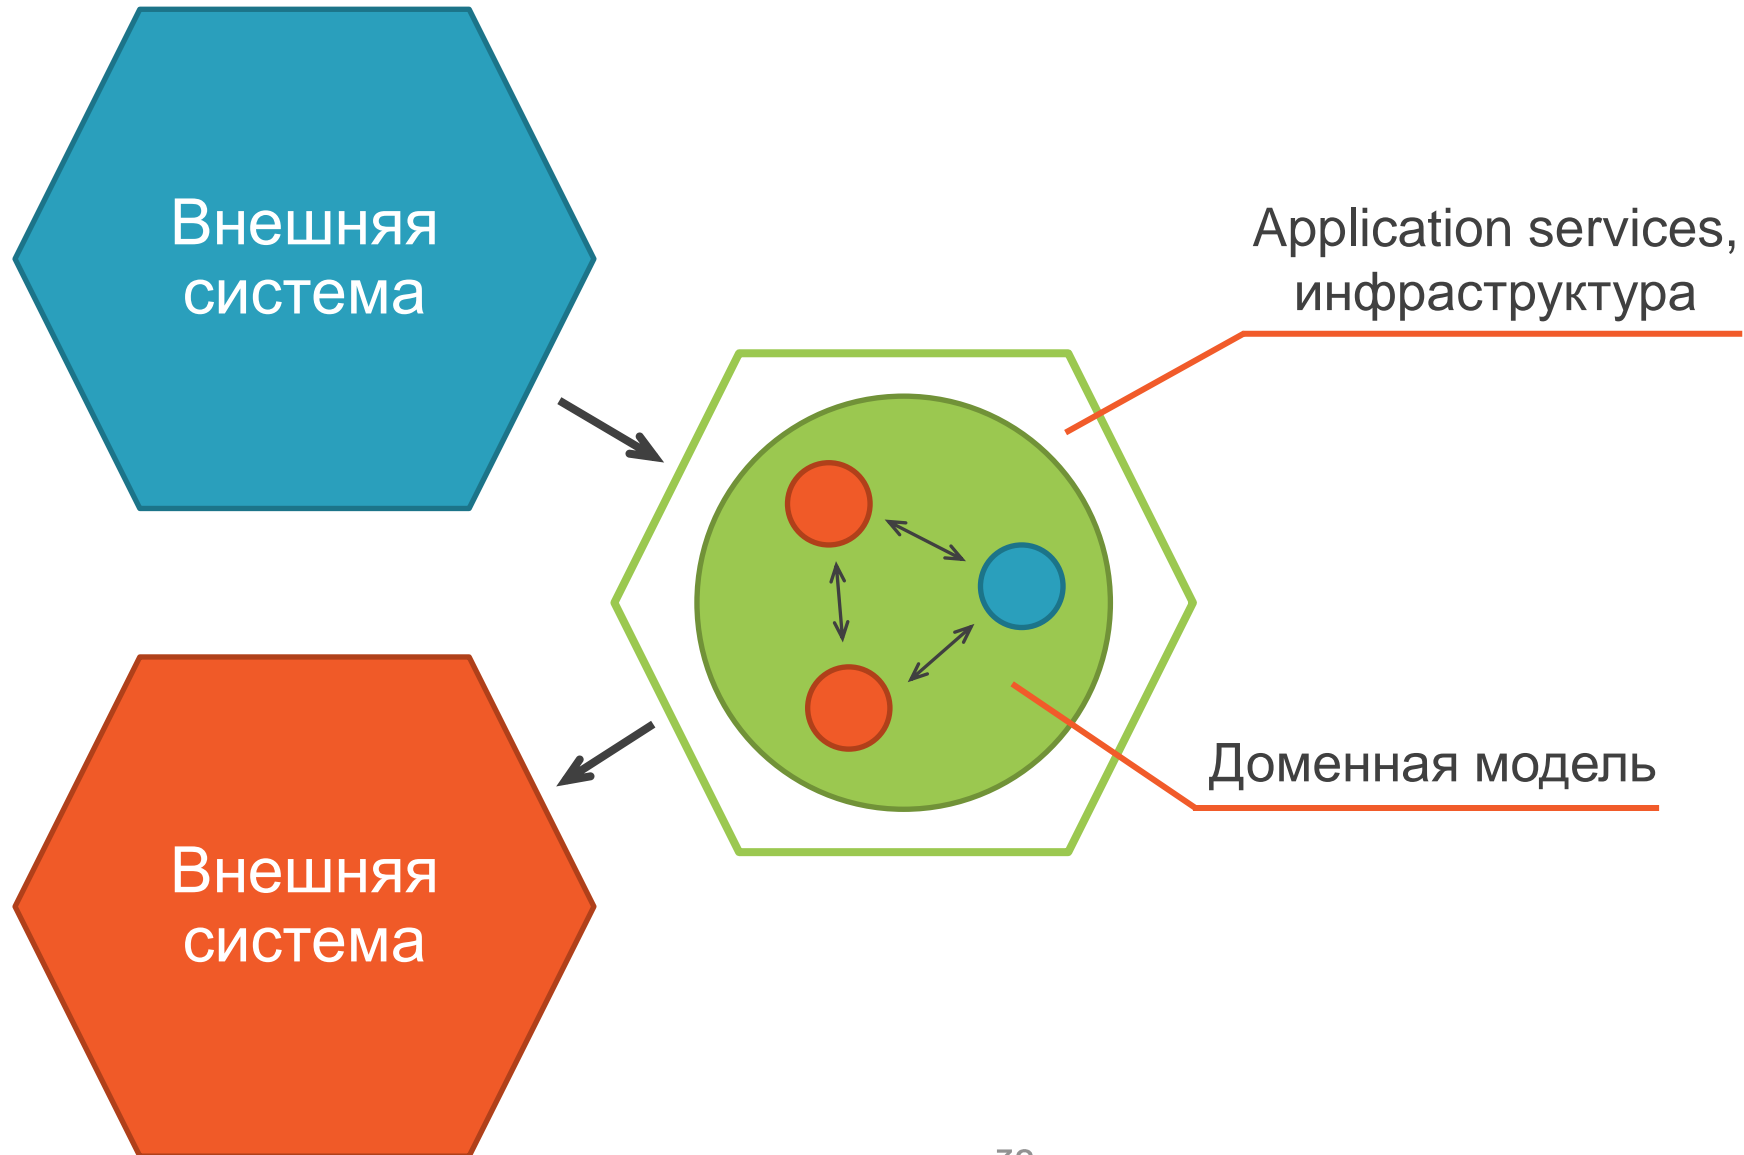 Внешняя
система
Application services,
инфраструктура
Доменная модель
Внешняя
система